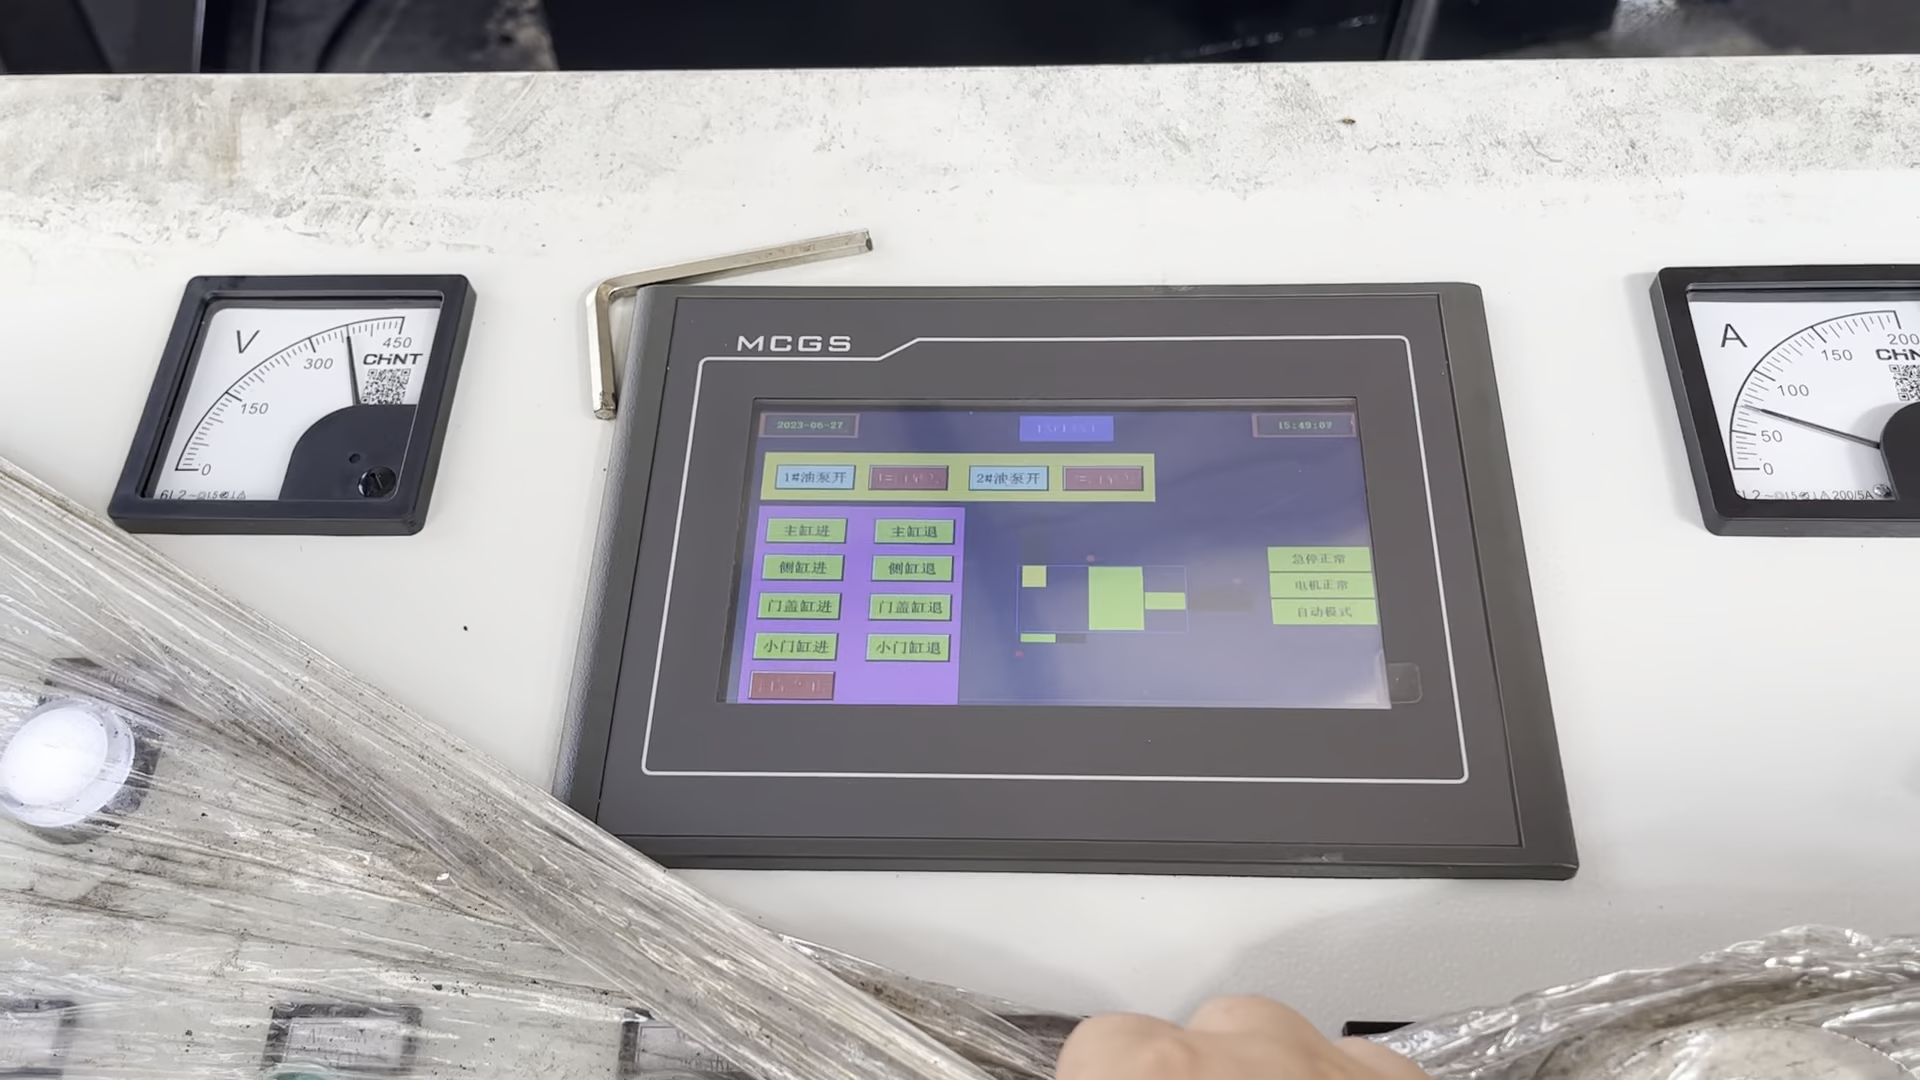 V
450
CHNT
300
150
0
MCGS
2023-06-27
15:49:07
1#油泵开
2#油泵开
主缸进
主缸退
侧缸进
侧缸退
门盖缸进
门盖缸退
小门缸进
小门缸退
急停正常
电机正常
自动模式
A
200
150
100
50
0
200/5A